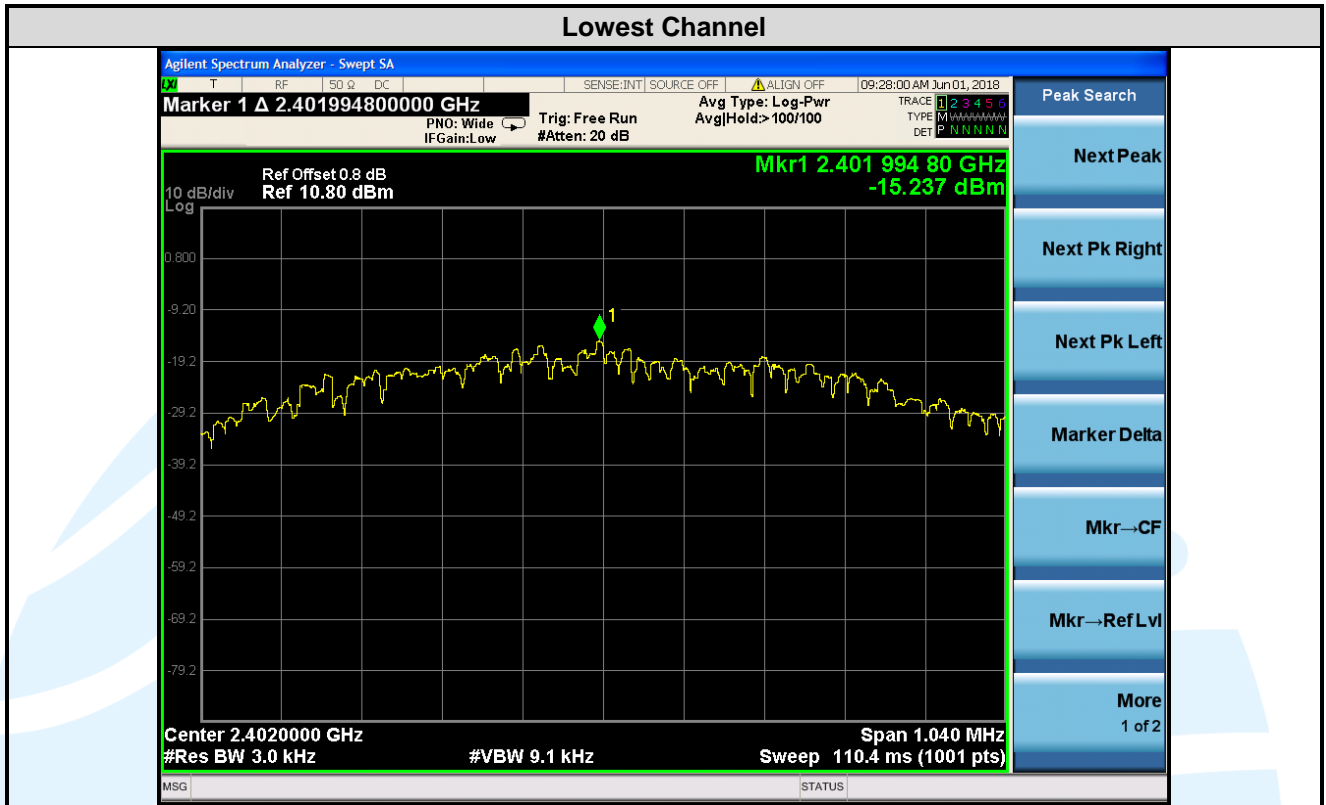 Lowest Channel
Agilent Spectrum Analyzer - Swept SA
LXI T RF 50 Ω DC SENSE:INT SOURCE OFF ⚠ ALIGN OFF 09:28:00 AM Jun 01, 2018
Marker 1 Δ 2.401994800000 GHz
PNO: Wide
IFGain:Low
Trig: Free Run
#Atten: 20 dB
Avg Type: Log-Pwr
Avg|Hold:>100/100
TRACE 1 2 3 4 5 6
TYPE M WWWWW
DET P N N N N N
Mkr1 2.401 994 80 GHz
-15.237 dBm
Ref Offset 0.8 dB
10 dB/div Ref 10.80 dBm
Log
0.800
-9.20
-19.2
-29.2
-39.2
-49.2
-59.2
-69.2
-79.2
1
Center 2.4020000 GHz Span 1.040 MHz
#Res BW 3.0 kHz #VBW 9.1 kHz Sweep 110.4 ms (1001 pts)
MSG STATUS
Peak Search
Next Peak
Next Pk Right
Next Pk Left
Marker Delta
Mkr→CF
Mkr→Ref Lvl
More
1 of 2